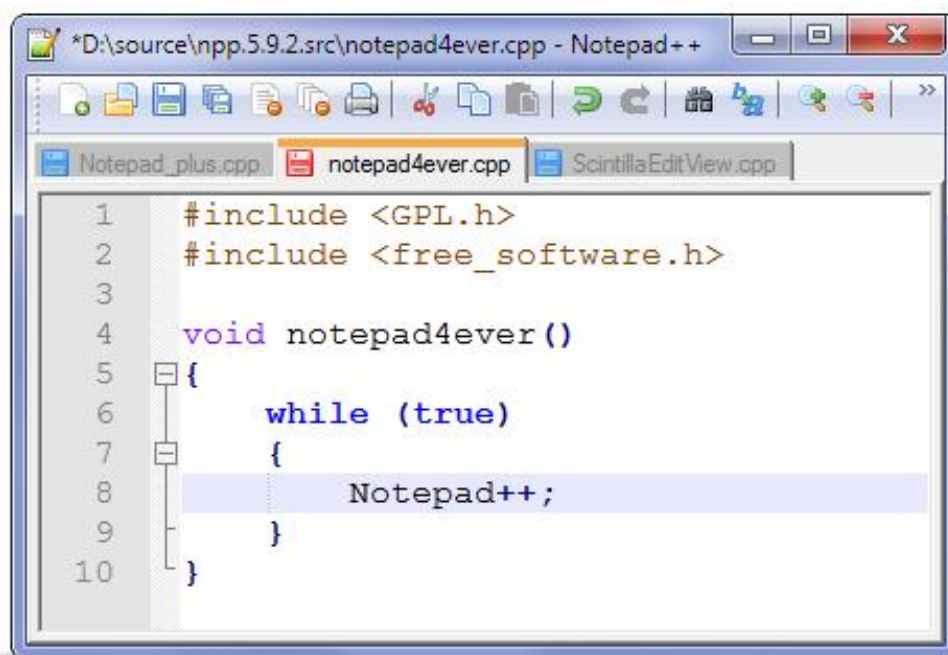 *D:\source\npp.5.9.2.src\notepad4ever.cpp - Notepad++
Notepad_plus.cpp notepad4ever.cpp ScintillaEditView.cpp
1 #include <GPL.h>
2 #include <free_software.h>
3
4 void notepad4ever()
5 {
6 while (true)
7 {
8 Notepad++;
9 }
10 }